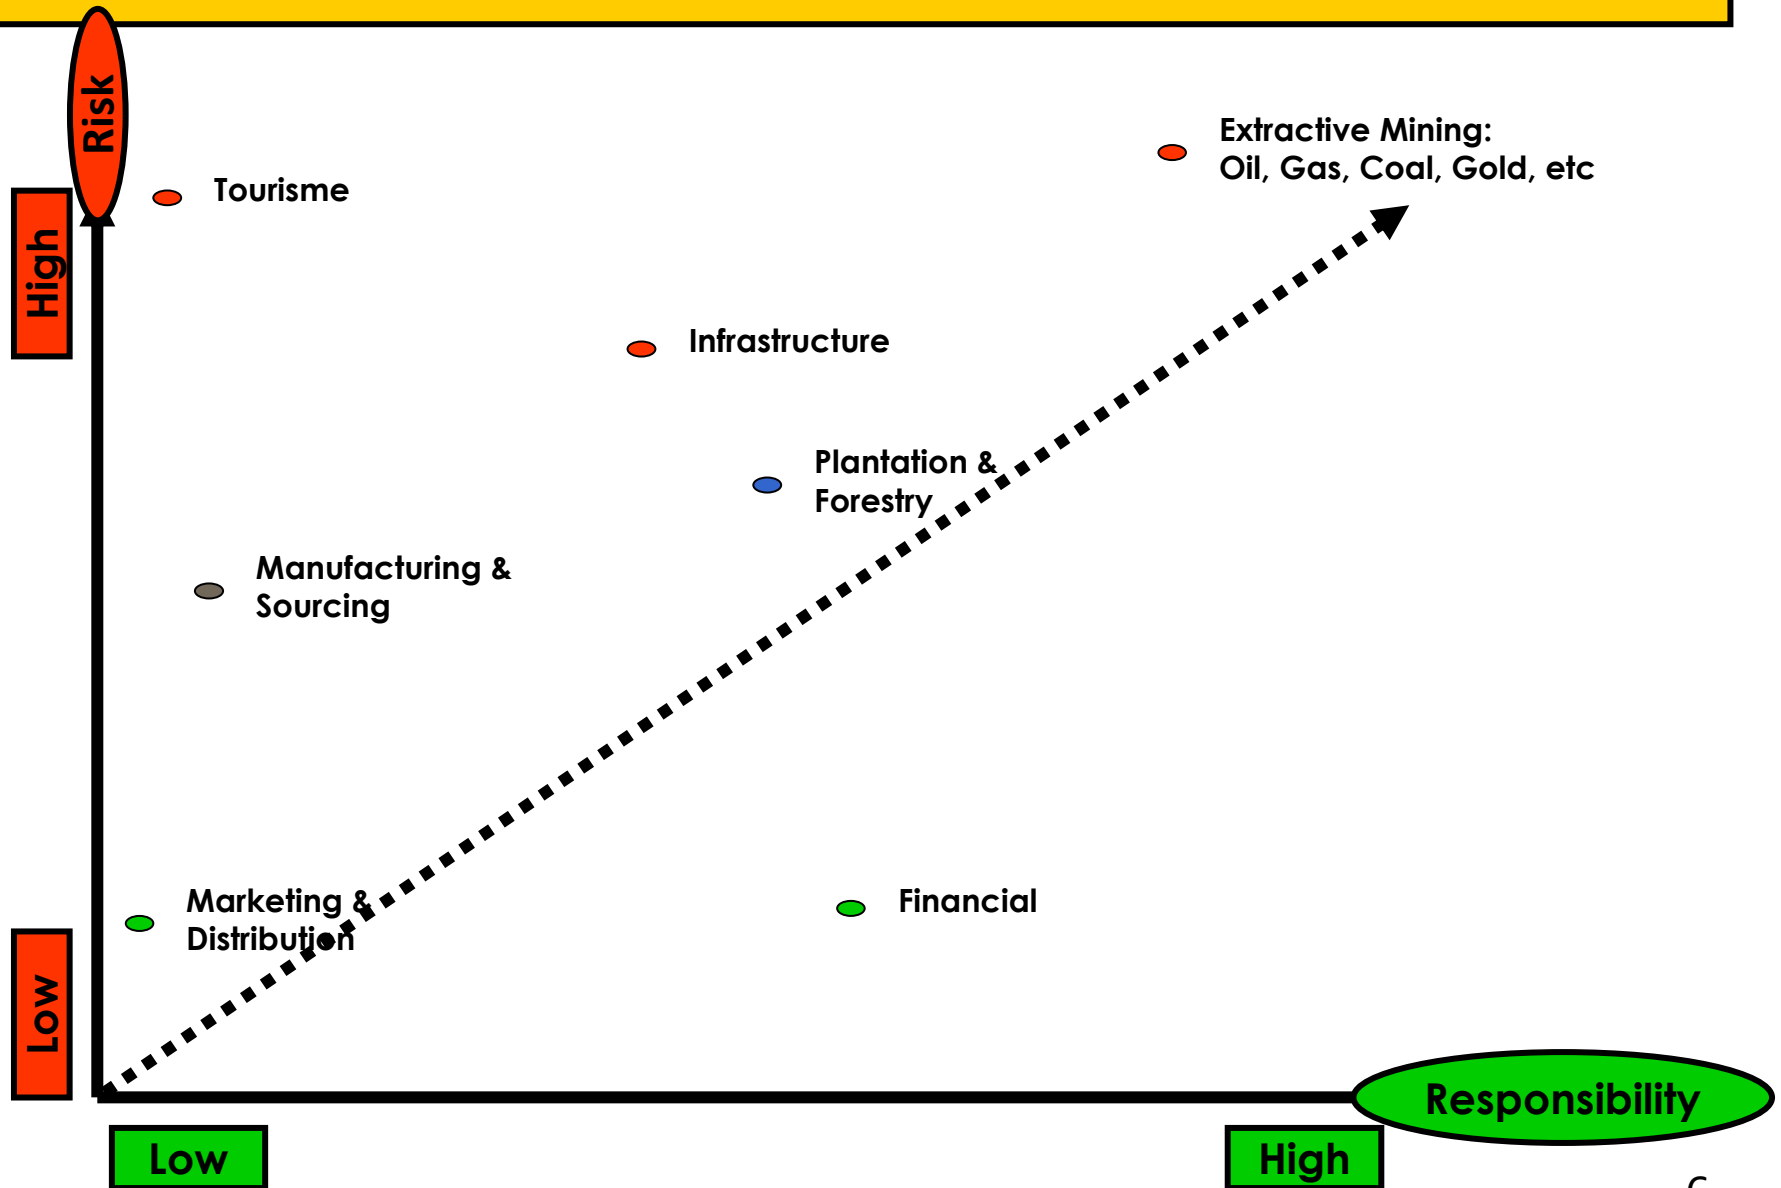 Risk
High
Low
Tourisme
Extractive Mining:
Oil, Gas, Coal, Gold, etc
Infrastructure
Plantation &
Forestry
Manufacturing &
Sourcing
Marketing &
Distribution
Financial
Responsibility
Low
High